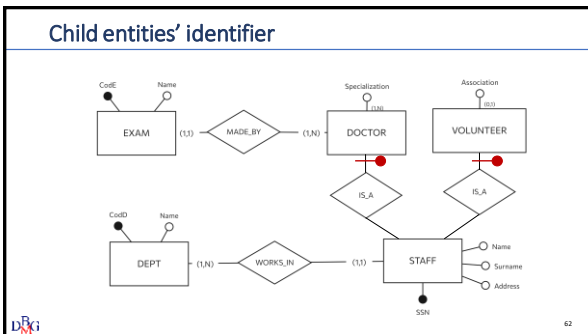 Child entities' identifier
CodE
Name
Specialization
Association
(1,N)
(0,1)
EXAM
(1,1)
MADE_BY
(1,N)
DOCTOR
VOLUNTEER
IS_A
IS_A
CodD
Name
DEPT
(1,N)
WORKS_IN
(1,1)
STAFF
Name
Surname
Address
SSN
DBMG
62